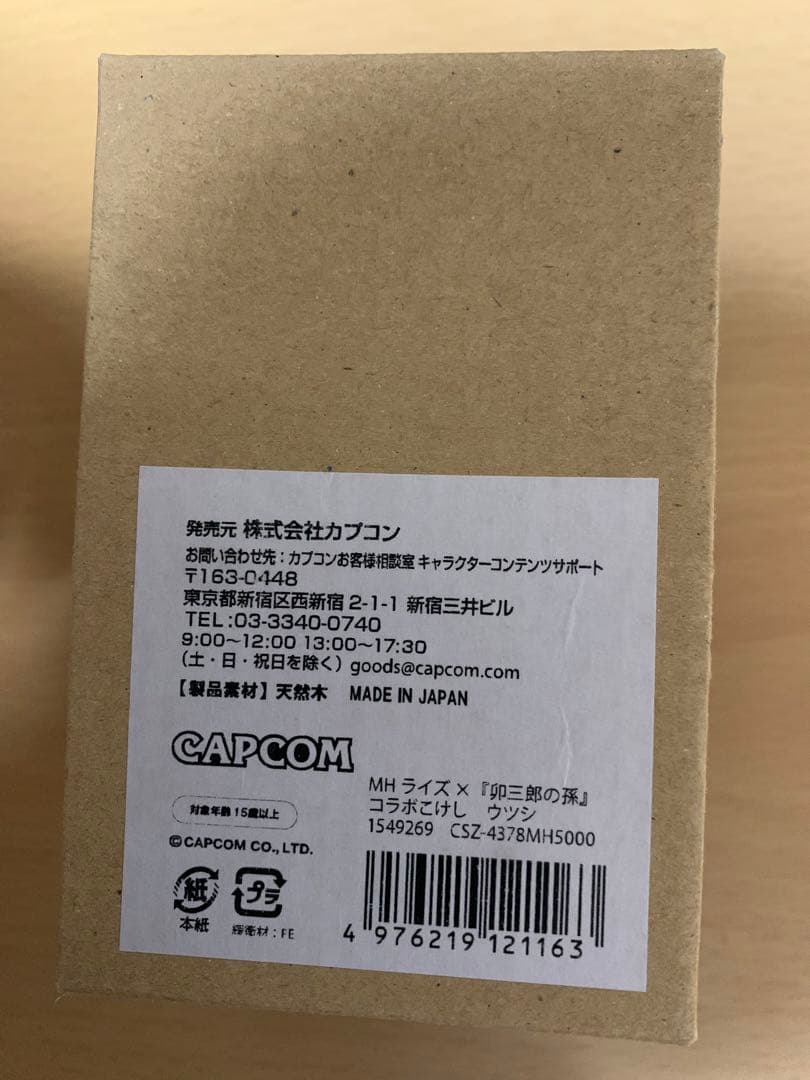 発売元 株式会社カプコン
お問い合わせ先：カプコンお客様相談室 キャラクターコンテンツサポート
〒163-0448
東京都新宿区西新宿 2-1-1 新宿三井ビル
TEL:03-3340-0740
9:00～12:00 13:00～17:30
（土・日・祝日を除く）goods@capcom.com
【製品素材】天然木 MADE IN JAPAN
CAPCOM
MH ライズ×『卯三郎の孫』
コラボこけし ウツシ
1549269 CSZ-4378MH5000
対象年齢 15歳以上
©CAPCOM CO., LTD.
紙
本紙
プラ
緩衝材：PE
4 976219 121163